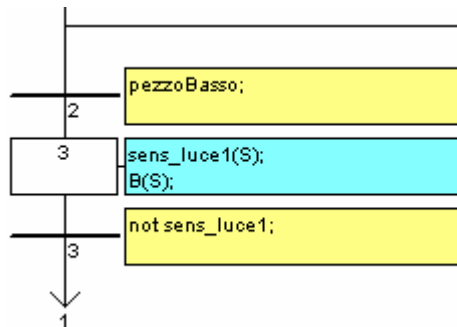 pezzoBasso;
2
3
sens_luce1(S);
B(S);
not sens_luce1;
3
1